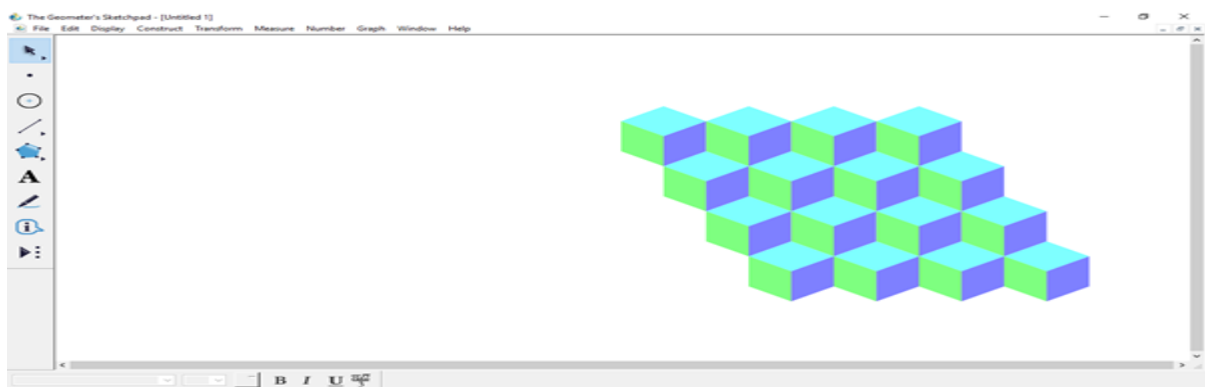 The Geometer's Sketchpad - [Untitled 1]
File Edit Display Construct Transform Measure Number Graph Window Help
A
B I U